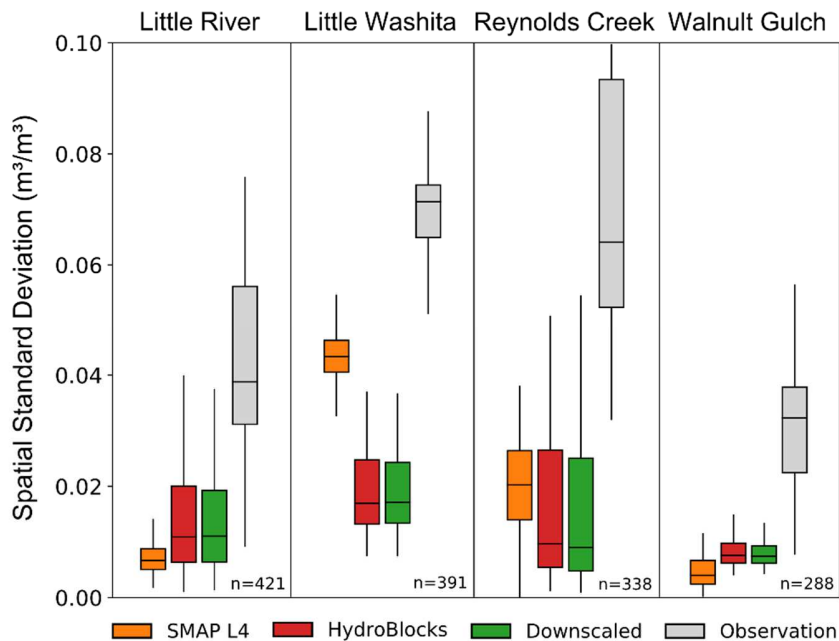 Little River Little Washita Reynolds Creek Walnult Gulch
Spatial Standard Deviation (m³/m³)
0.10
0.08
0.06
0.04
0.02
0.00
n=421 n=391 n=338 n=288
SMAP L4 HydroBlocks Downscaled Observation